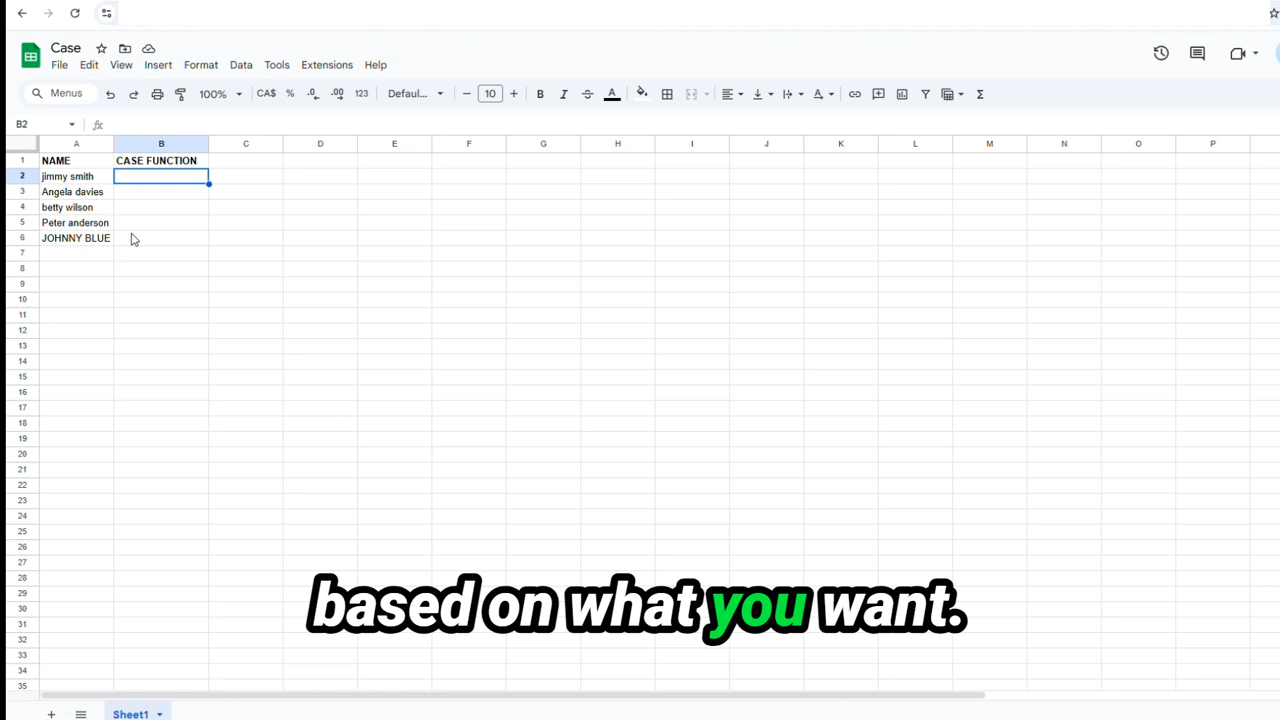 Case
File Edit View Insert Format Data Tools Extensions Help
Menus 100% CA$ % .0 .00 123 Defaul... 10 B I A
B2 fx
A B C D E F G H I J K L M N O P
1 NAME CASE FUNCTION
2 jimmy smith
3 Angela davies
4 betty wilson
5 Peter anderson
6 JOHNNY BLUE
7
8
9
10
11
12
13
14
15
16
17
18
19
20
21
22
23
24
25
26
27
28
29
30
31
32
33
34
35
based on what you want.
Sheet1